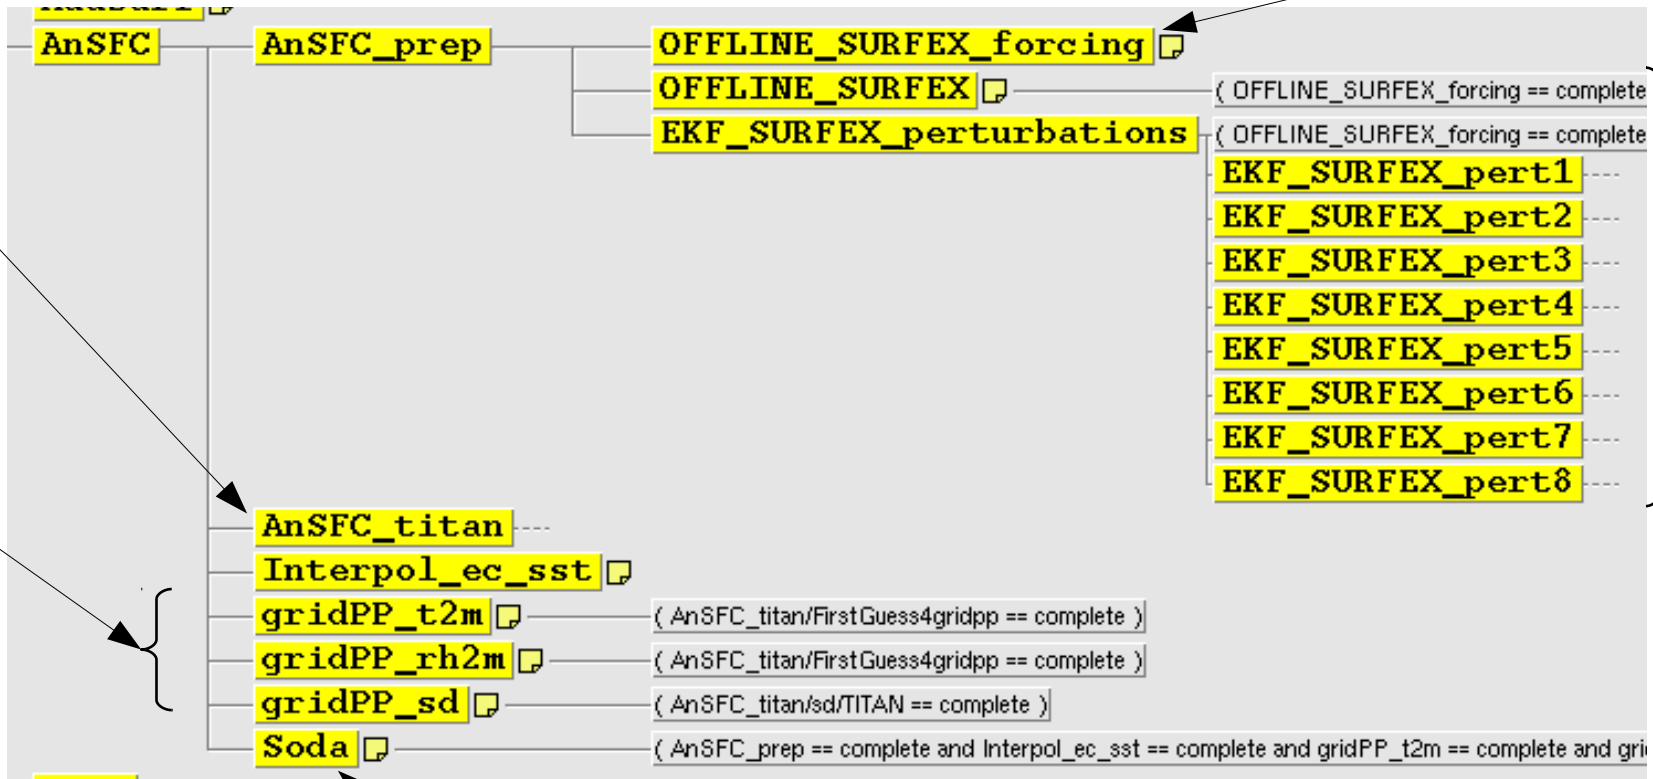 AnSFC AnSFC_prep OFFLINE_SURFEX_forcing
OFFLINE_SURFEX ( OFFLINE_SURFEX_forcing == complete
EKF_SURFEX_perturbations ( OFFLINE_SURFEX_forcing == complete
EKF_SURFEX_pert1
EKF_SURFEX_pert2
EKF_SURFEX_pert3
EKF_SURFEX_pert4
EKF_SURFEX_pert5
EKF_SURFEX_pert6
EKF_SURFEX_pert7
EKF_SURFEX_pert8
AnSFC_titan
Interpol_ec_sst
gridPP_t2m ( AnSFC_titan/FirstGuess4gridpp == complete )
gridPP_rh2m ( AnSFC_titan/FirstGuess4gridpp == complete )
gridPP_sd ( AnSFC_titan/sd/TITAN == complete )
Soda ( AnSFC_prep == complete and Interpol_ec_sst == complete and gridPP_t2m == complete and